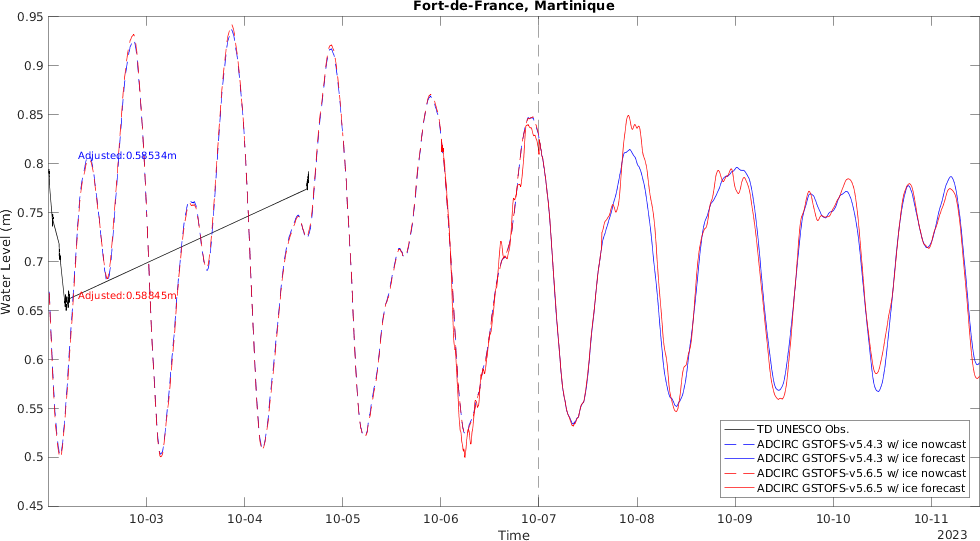 Fort-de-France, Martinique
0.95
0.9
0.85
0.8
0.75
0.7
0.65
0.6
0.55
0.5
0.45
Water Level (m)
Adjusted:0.58534m
Adjusted:0.58845m
TD UNESCO Obs.
ADCIRC GSTOFS-v5.4.3 w/ ice nowcast
ADCIRC GSTOFS-v5.4.3 w/ ice forecast
ADCIRC GSTOFS-v5.6.5 w/ ice nowcast
ADCIRC GSTOFS-v5.6.5 w/ ice forecast
10-03 10-04 10-05 10-06 10-07 10-08 10-09 10-10 10-11
Time
2023